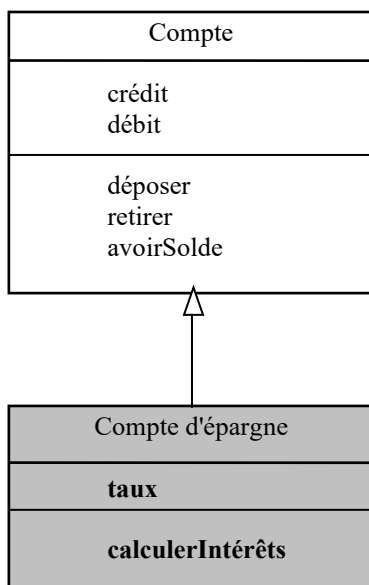 Compte
crédit
débit
déposer
retirer
avoirSolde
Compte d'épargne
taux
calculerIntérêts